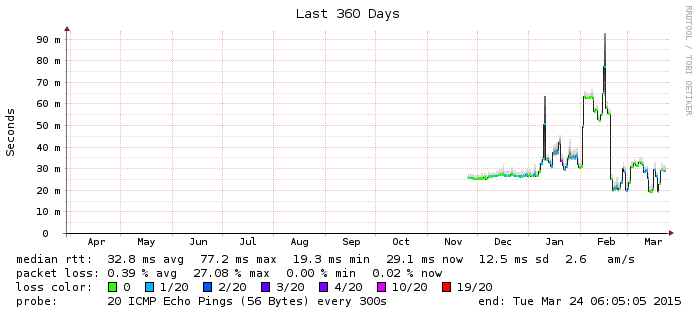 Last 360 Days
RRDTOOL / TOBI OETIKER
Seconds
90 m
80 m
70 m
60 m
50 m
40 m
30 m
20 m
10 m
0
Apr May Jun Jul Aug Sep Oct Nov Dec Jan Feb Mar
median rtt: 32.8 ms avg 77.2 ms max 19.3 ms min 29.1 ms now 12.5 ms sd 2.6 am/s
packet loss: 0.39 % avg 27.08 % max 0.00 % min 0.02 % now
loss color: 0 1/20 2/20 3/20 4/20 10/20 19/20
probe: 20 ICMP Echo Pings (56 Bytes) every 300s end: Tue Mar 24 06:05:05 2015